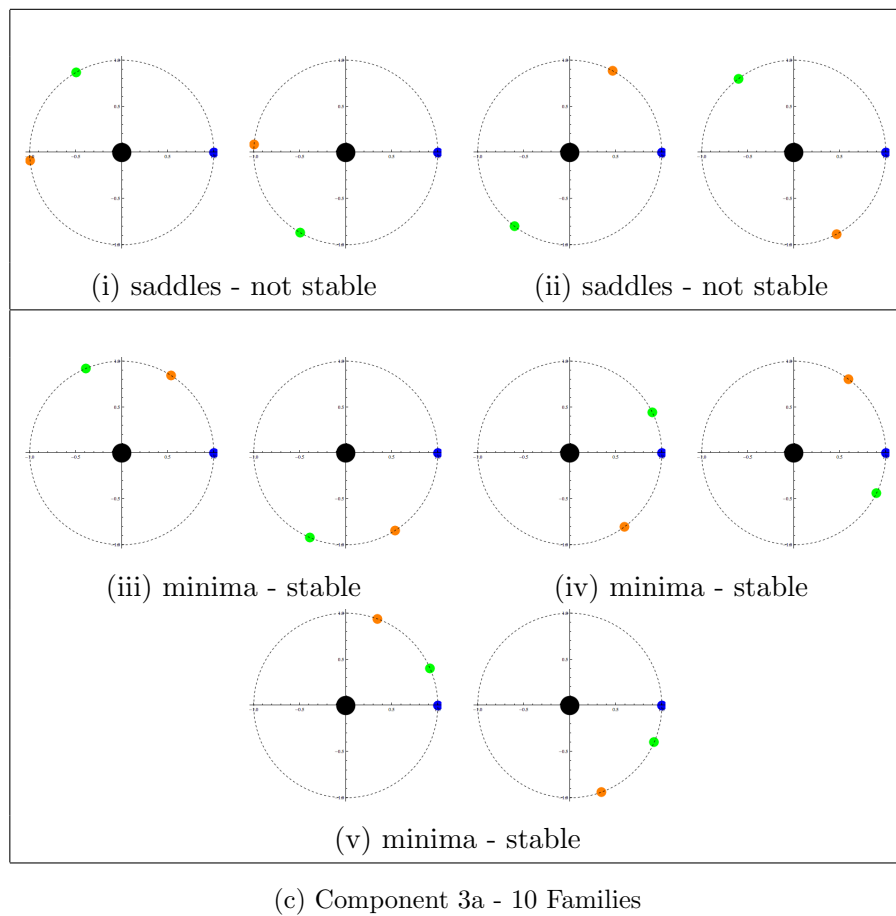 (i) saddles - not stable (ii) saddles - not stable
(iii) minima - stable (iv) minima - stable
(v) minima - stable
(c) Component 3a - 10 Families